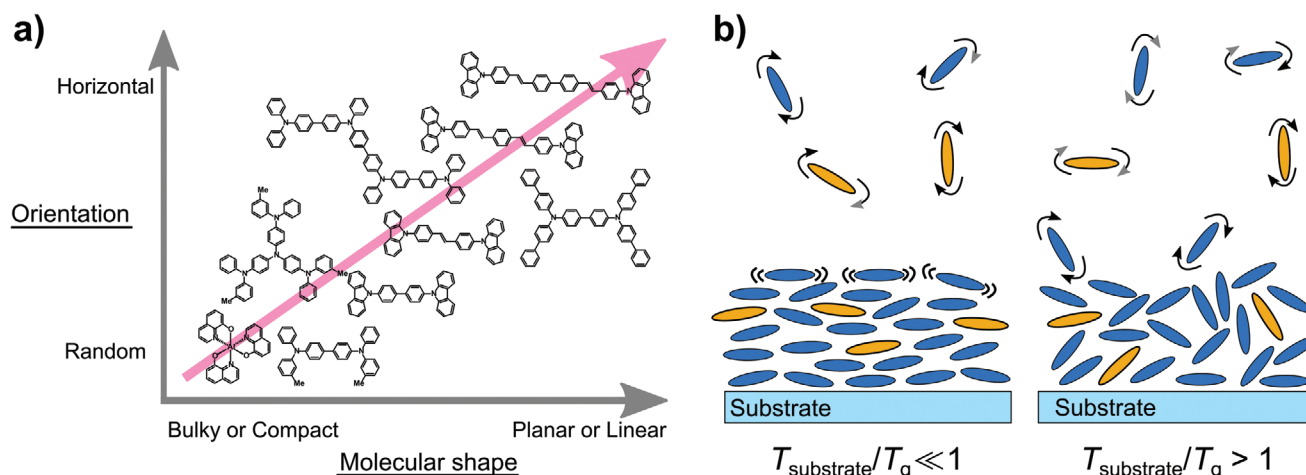 a)
Horizontal
Orientation
Random
N
N
N
N
N
N
N
N
Me
N
N
N
N
Me
Me
N
N
N
N
N
N
O
O
N
N
Me
Me
Bulky or Compact
Planar or Linear
Molecular shape
b)
Substrate
Substrate
Tsubstrate/Tg ≪1
Tsubstrate/Tg > 1